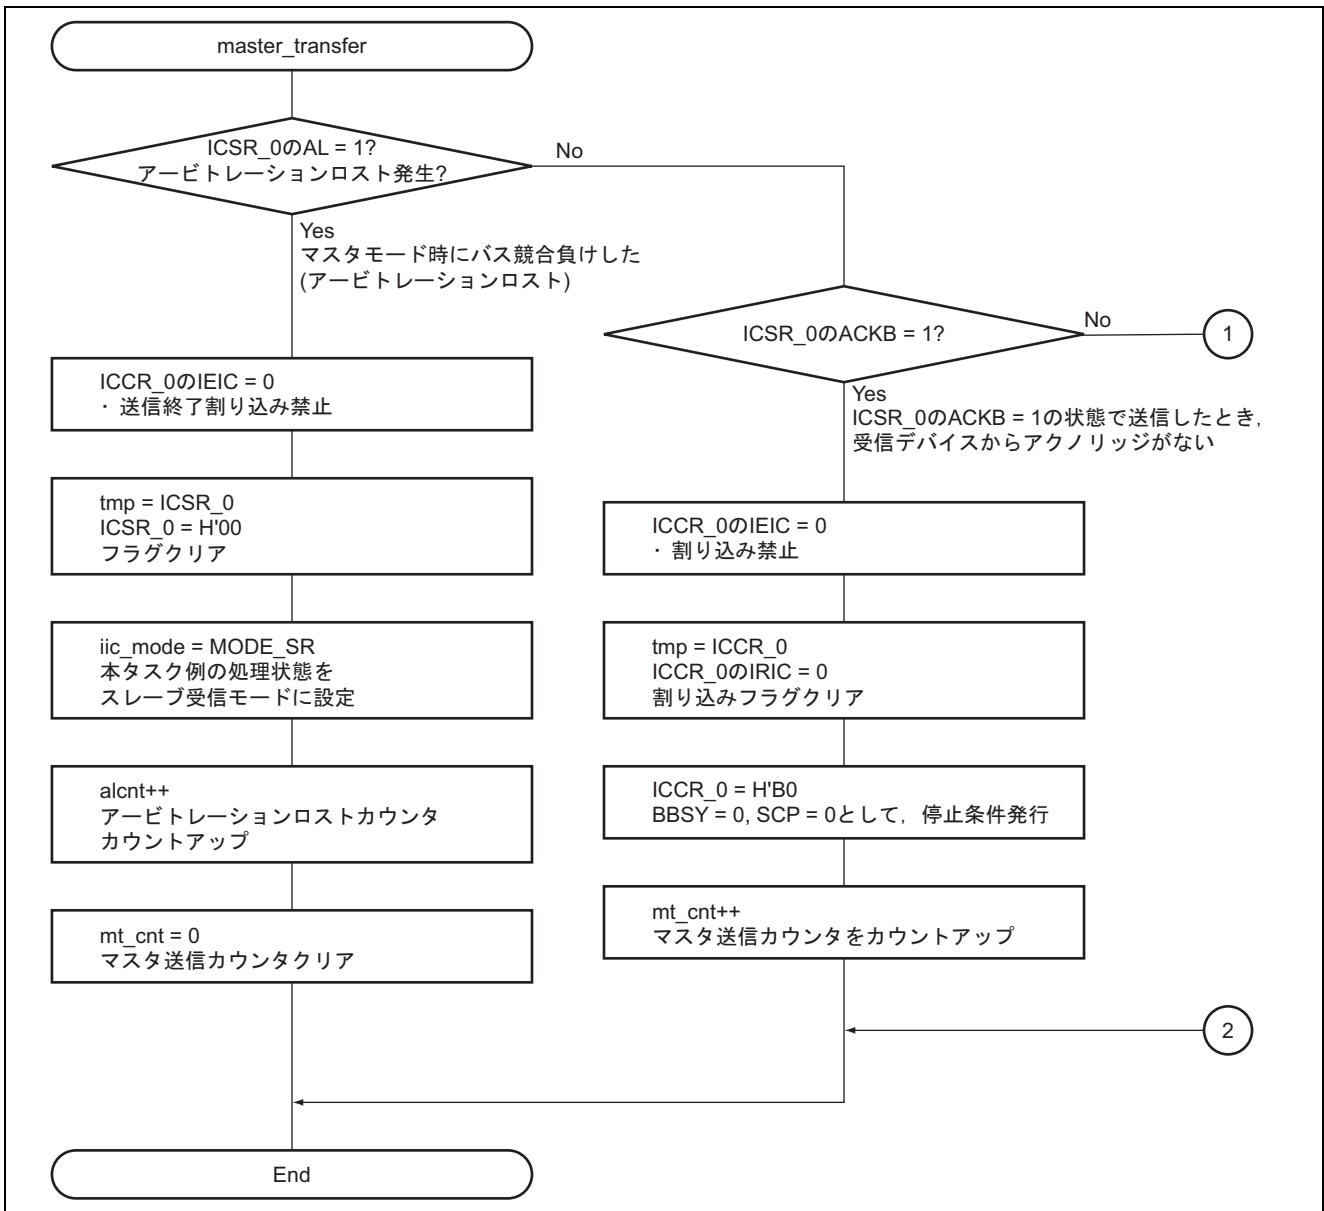 master_transfer
ICSR_0のAL = 1?
アービトレーションロスト発生?
No
Yes
マスタモード時にバス競合負けした
(アービトレーションロスト)
ICCR_0のIEIC = 0
・送信終了割り込み禁止
tmp = ICSR_0
ICSR_0 = H'00
フラグクリア
iic_mode = MODE_SR
本タスク例の処理状態を
スレーブ受信モードに設定
alcnt++
アービトレーションロストカウンタ
カウントアップ
mt_cnt = 0
マスタ送信カウンタクリア
ICSR_0のACKB = 1?
No
1
Yes
ICSR_0のACKB = 1の状態で送信したとき,
受信デバイスからアクノリッジがない
ICCR_0のIEIC = 0
・割り込み禁止
tmp = ICCR_0
ICCR_0のIRIC = 0
割り込みフラグクリア
ICCR_0 = H'B0
BBSY = 0, SCP = 0として, 停止条件発行
mt_cnt++
マスタ送信カウンタをカウントアップ
2
End